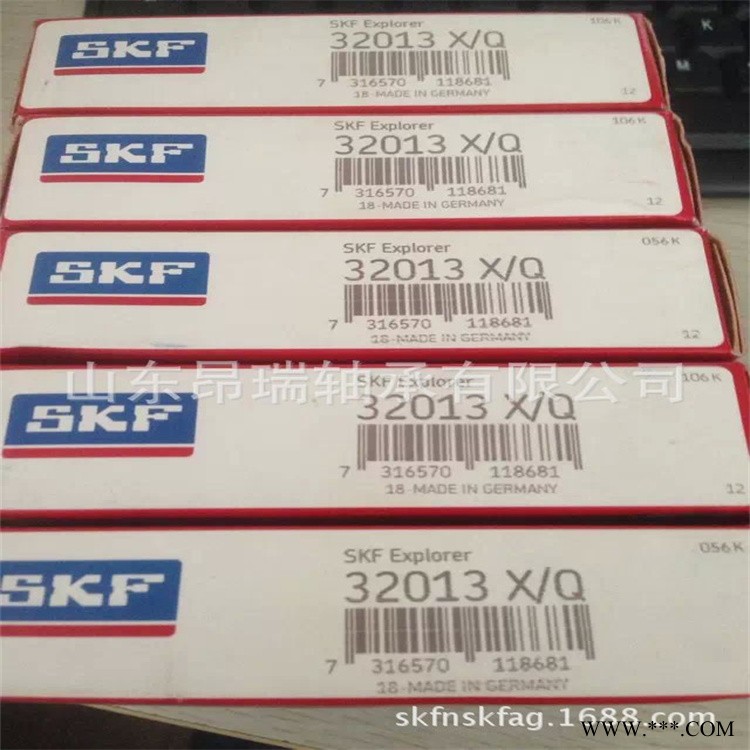 SKF
SKF Explorer
106 K
32013 X/Q
7 316570 118681
18-MADE IN GERMANY
12
SKF
SKF Explorer
106 K
32013 X/Q
7 316570 118681
18-MADE IN GERMANY
12
SKF
SKF Explorer
056 K
32013 X/Q
7 316570 118681
18-MADE IN GERMANY
12
山东昂瑞轴承有限公司
SKF
SKF Explorer
106 K
32013 X/Q
7 316570 118681
18-MADE IN GERMANY
12
SKF
SKF Explorer
056 K
32013 X/Q
7 316570 118681
18-MADE IN GERMANY
skfnskfag.1688.com
www.***.COM